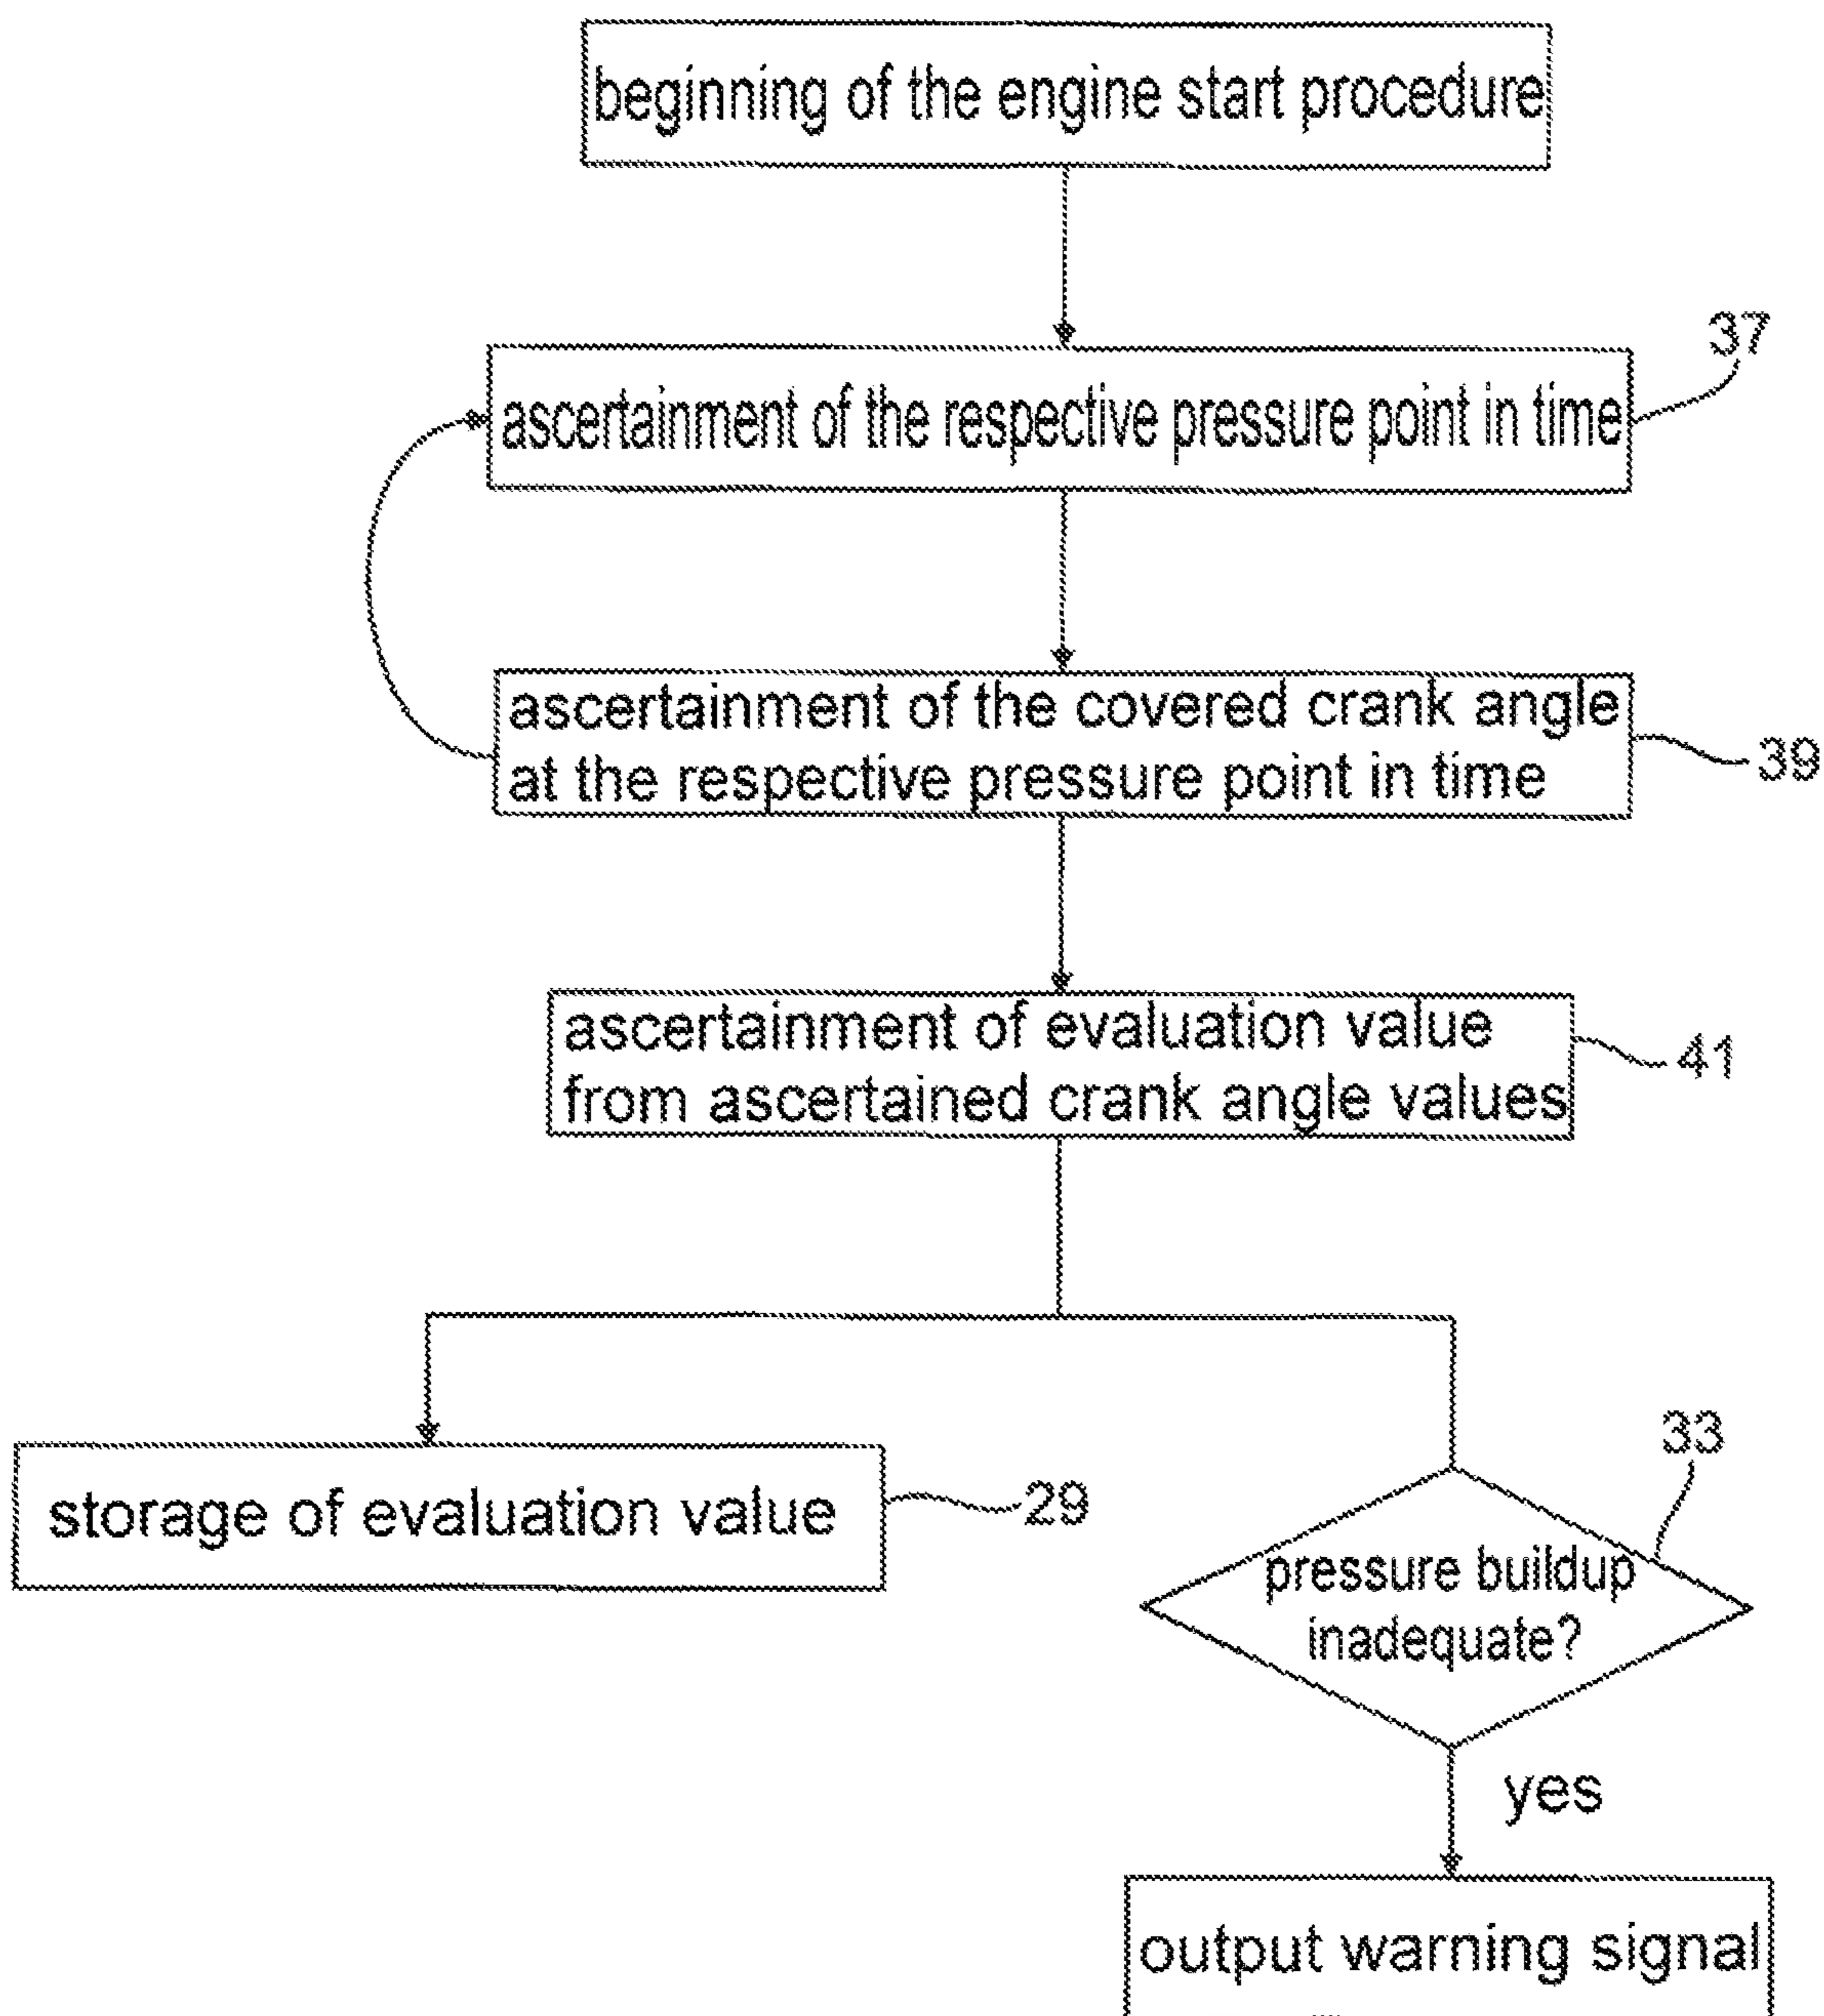 beginning of the engine start procedure
37
ascertainment of the respective pressure point in time
ascertainment of the covered crank angle
at the respective pressure point in time
39
ascertainment of evaluation value
from ascertained crank angle values
41
storage of evaluation value
29
33
pressure buildup
inadequate?
yes
output warning signal